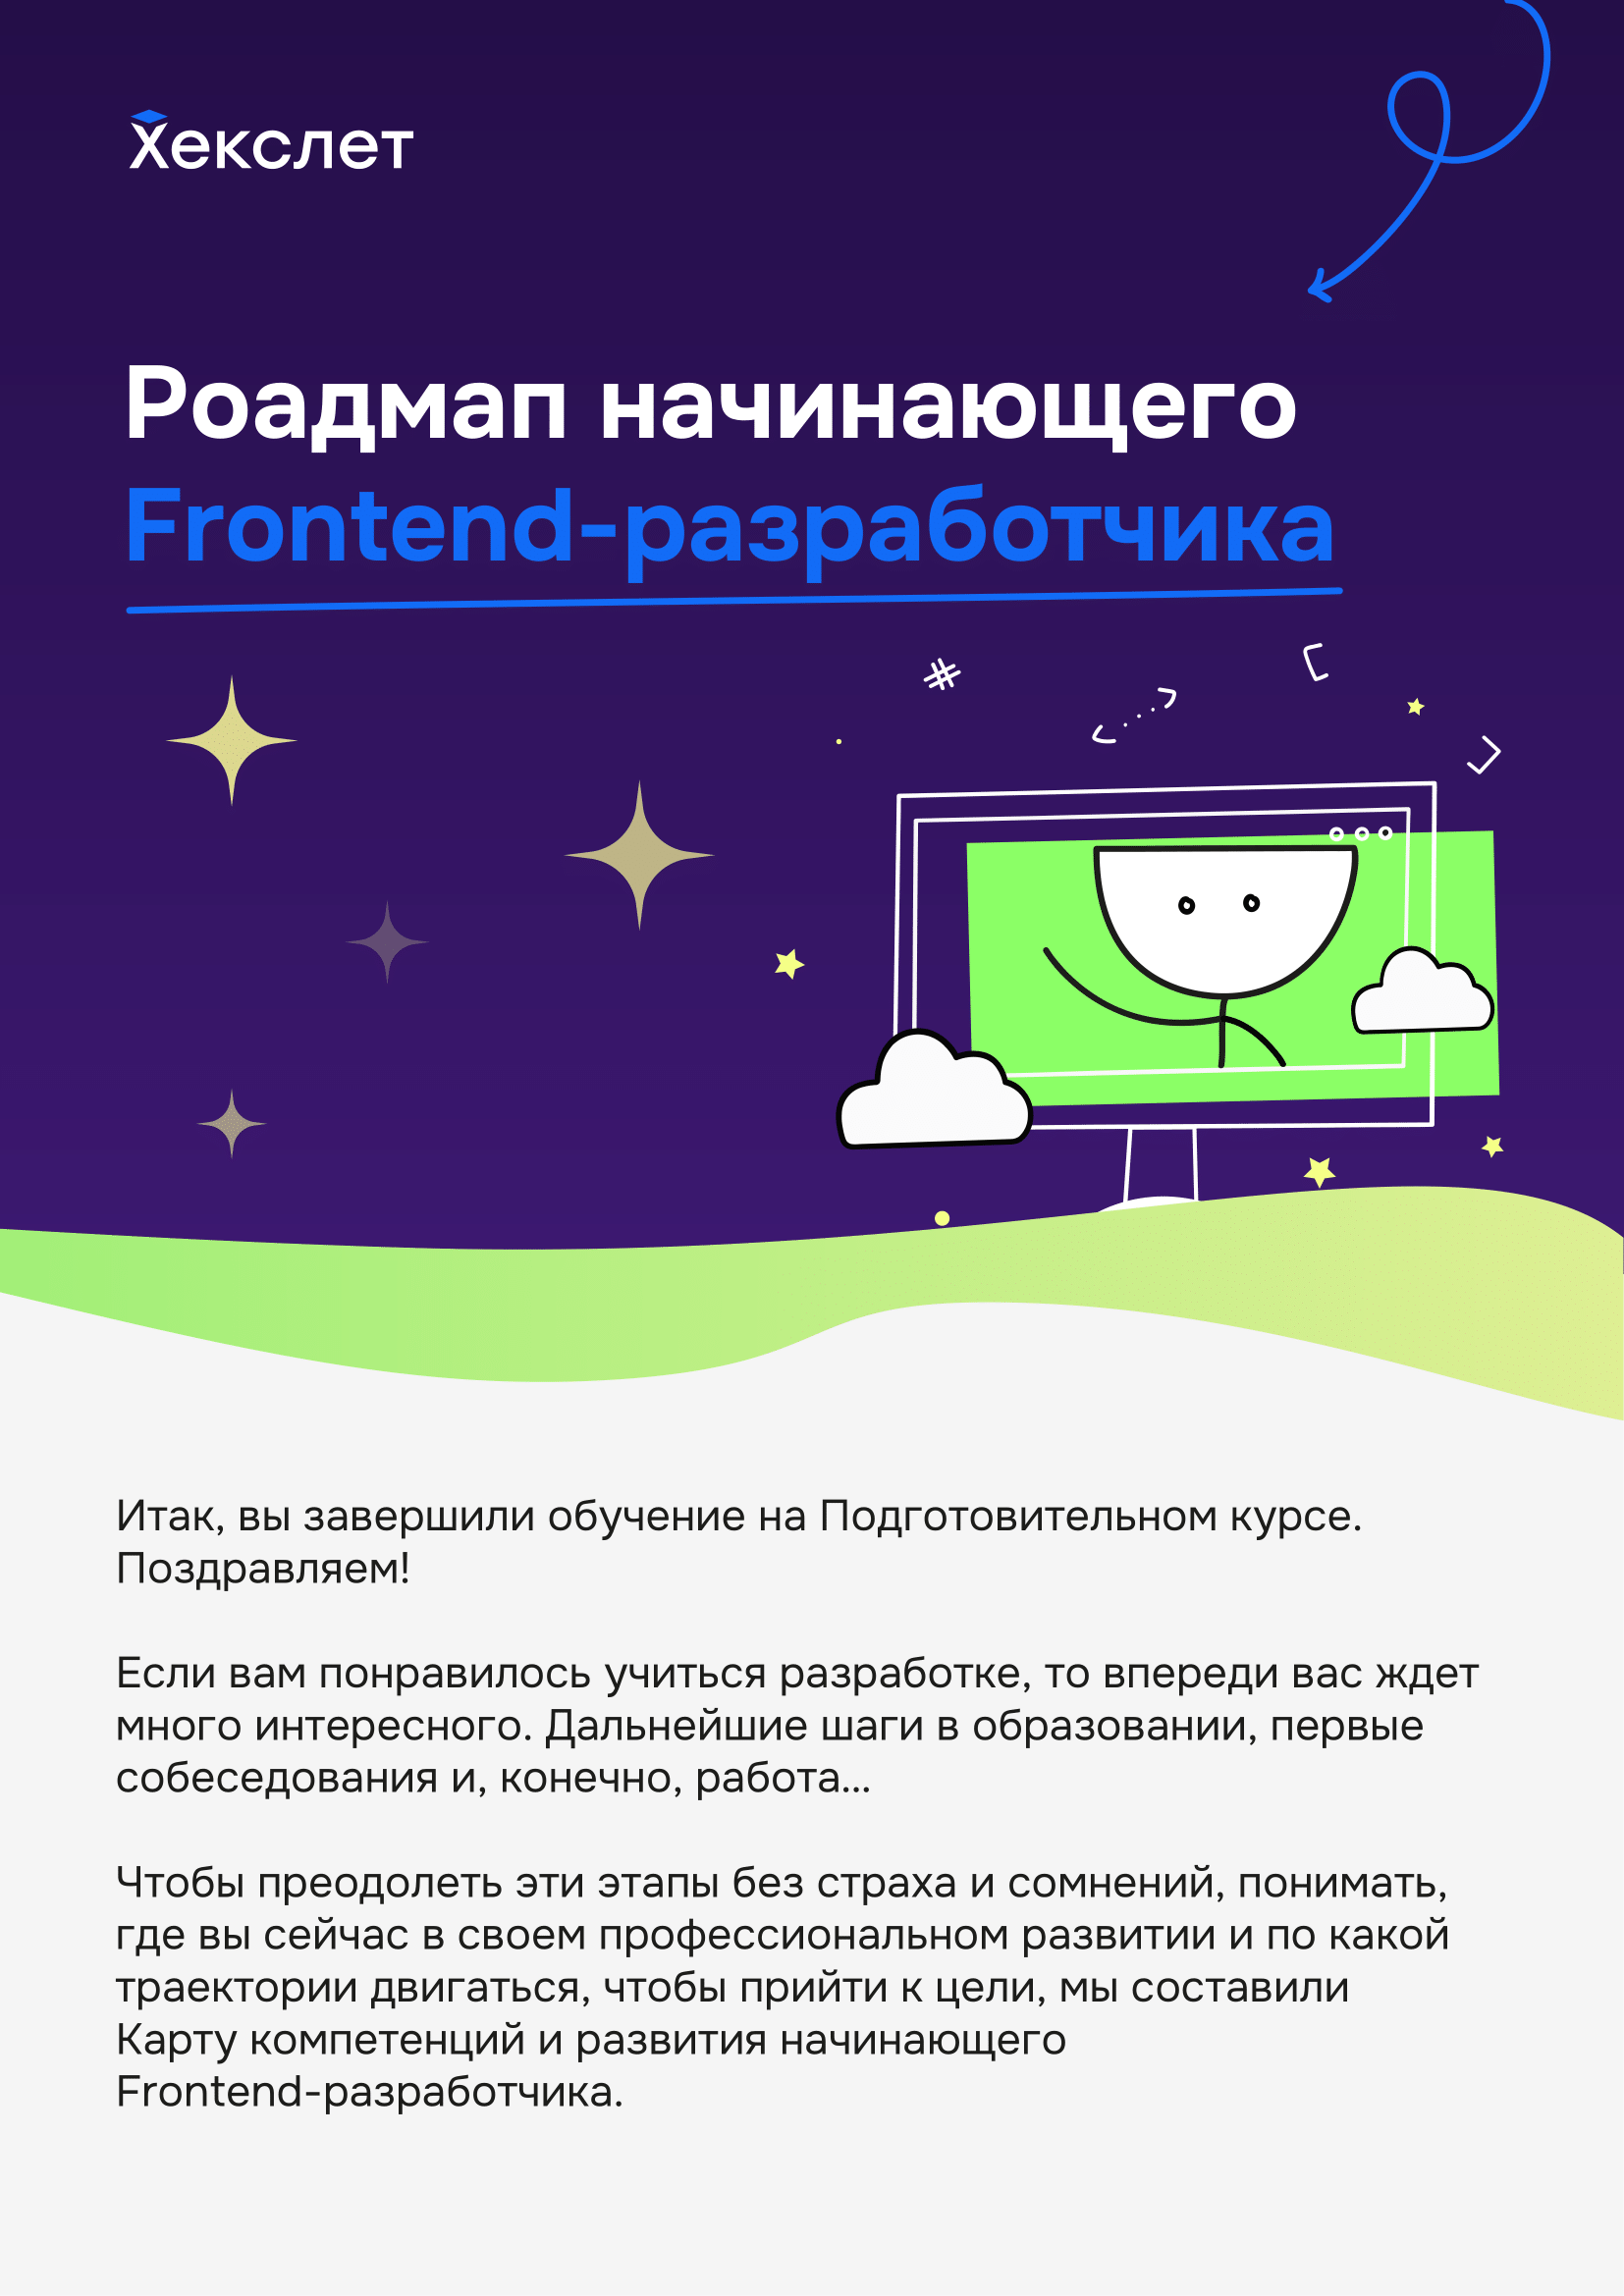 Хекслет
Роадмап начинающего
Frontend-разработчика
Итак, вы завершили обучение на Подготовительном курсе.
Поздравляем!
Если вам понравилось учиться разработке, то впереди вас ждет
много интересного. Дальнейшие шаги в образовании, первые
собеседования и, конечно, работа...
Чтобы преодолеть эти этапы без страха и сомнений, понимать,
где вы сейчас в своем профессиональном развитии и по какой
траектории двигаться, чтобы прийти к цели, мы составили
Карту компетенций и развития начинающего
Frontend-разработчика.